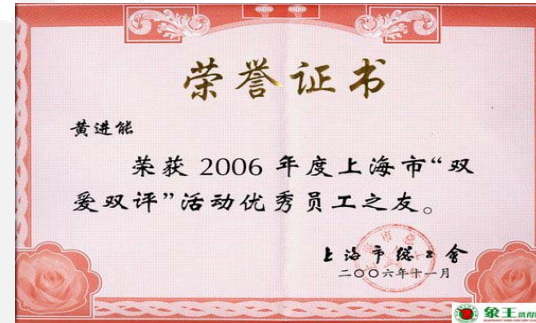 荣誉证书
黄进能
荣获 2006 年度上海市“双
爱双评”活动优秀员工之友。
上海市总工会
二〇〇六年十一月
象王